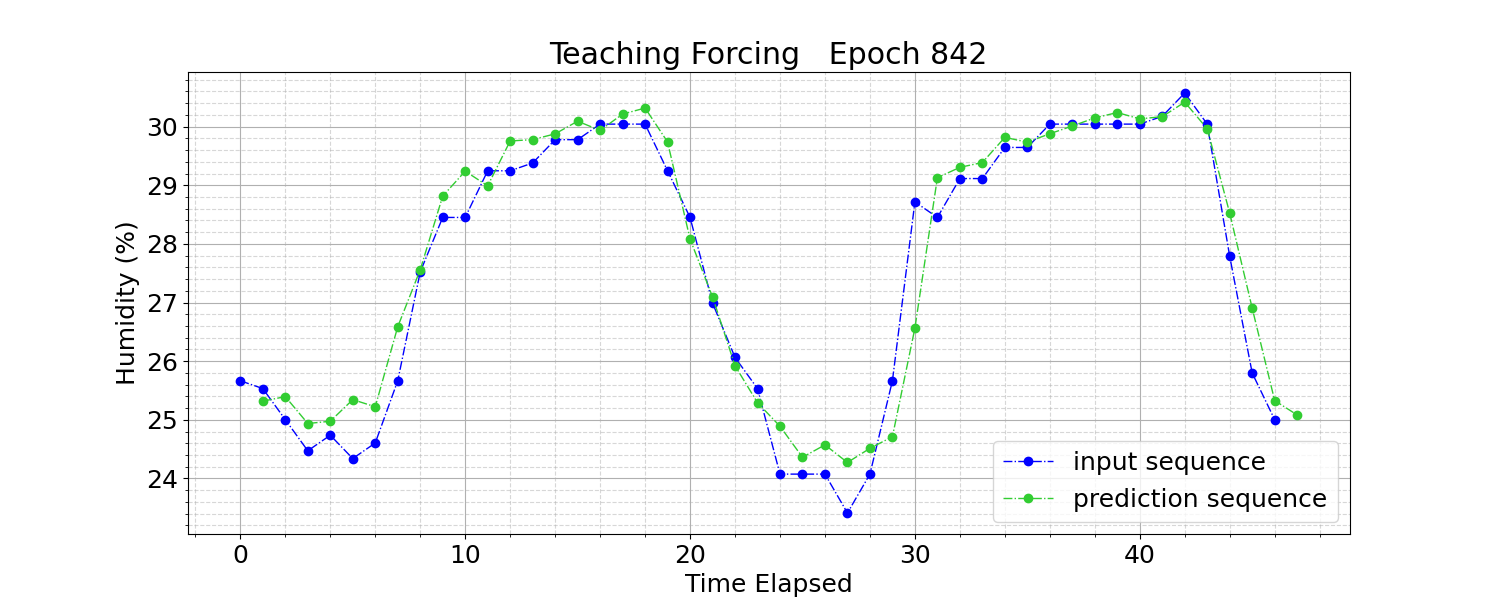 Teaching Forcing   Epoch 842
Humidity (%)
30
29
28
27
26
25
24
0 10 20 30 40
Time Elapsed
input sequence
prediction sequence